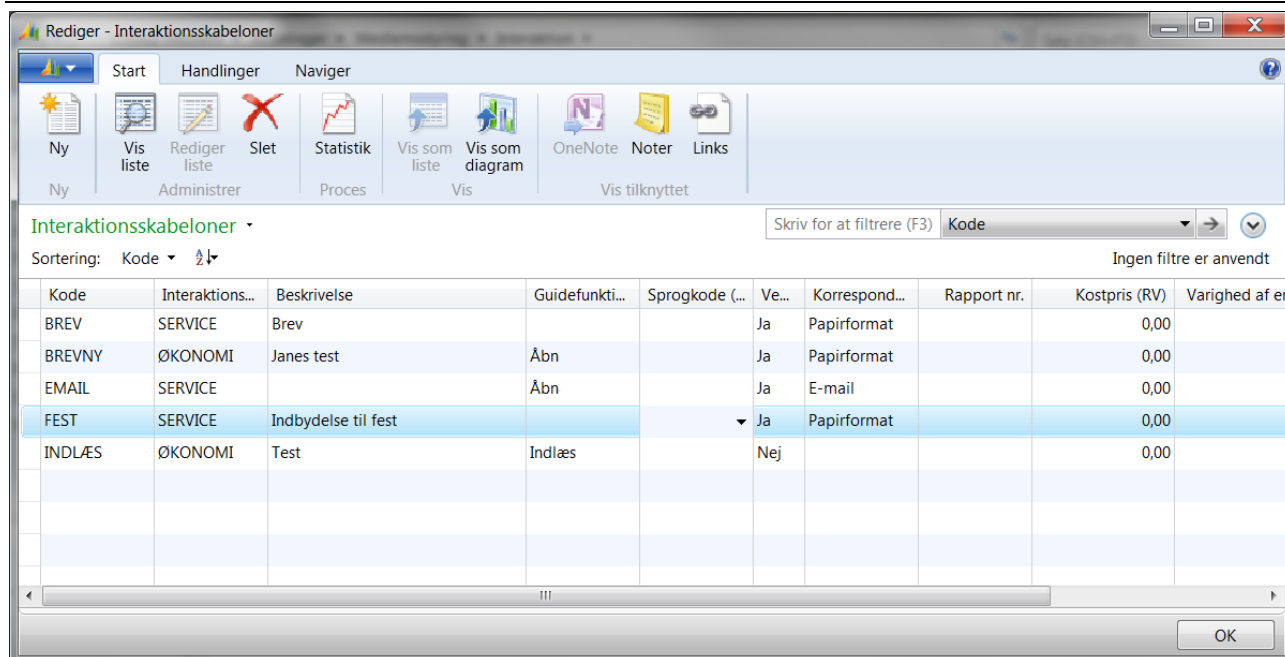 Rediger - Interaktionsskabeloner
Start Handlinger Naviger
Ny Vis liste Rediger liste Slet Statistik Vis som liste Vis som diagram OneNote Noter Links
Ny Administrer Proces Vis Vis tilknyttet
Interaktionsskabeloner Skriv for at filtrere (F3) Kode
Sortering: Kode Ingen filtre er anvendt
Kode Interaktions... Beskrivelse Guidefunkti... Sprogkode (... Ve... Korrespond... Rapport nr. Kostpris (RV) Varighed af er
BREV SERVICE Brev Ja Papirformat 0,00
BREVNY ØKONOMI Janes test Åbn Ja Papirformat 0,00
EMAIL SERVICE Åbn Ja E-mail 0,00
FEST SERVICE Indbydelse til fest Ja Papirformat 0,00
INDLÆS ØKONOMI Test Indlæs Nej 0,00
OK